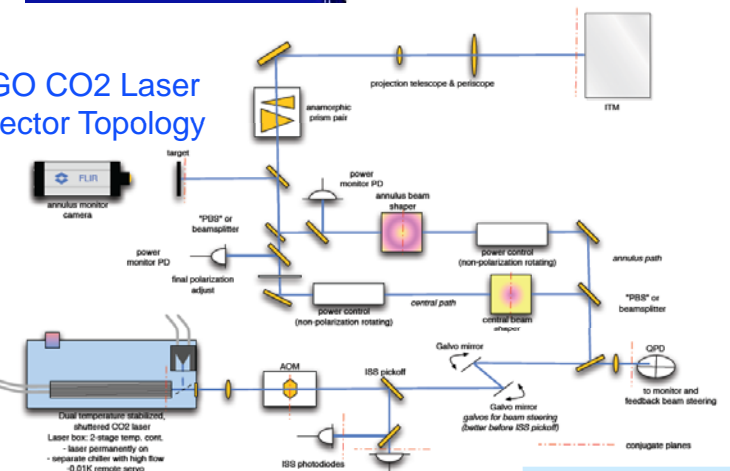 GO CO2 Laser
ector Topology
projection telescope & periscope
ITM
anamorphic
prism pair
target
FLIR
annulus monitor
camera
power
monitor PD
annulus beam
shaper
"PBS" or
beamsplitter
power control
(non-polarization rotating)
annulus path
power
monitor PD
final polarization
adjust
power control
(non-polarization rotating)
central path
central beam
shaper
"PBS" or
beamsplitter
Galvo mirror
QPD
AOM
ISS pickoff
to monitor and
feedback beam steering
Galvo mirror
galvos for beam steering
(better before ISS pickoff)
Dual temperature stabilized,
shuttered CO2 laser
Laser box: 2-stage temp. cont.
- laser permanently on
- separate chiller with high flow
-0.01K remote servo
ISS photodiodes
conjugate planes